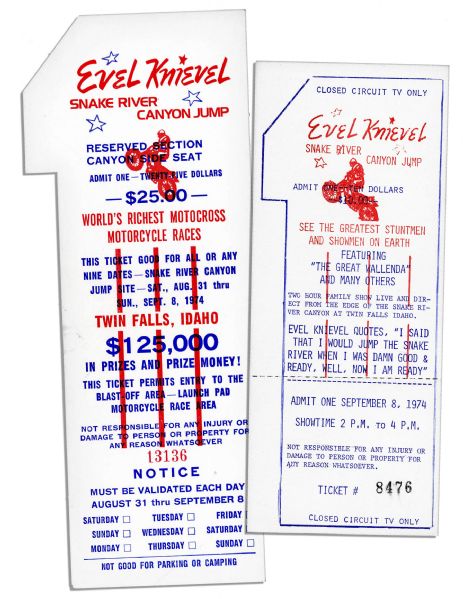 Evel Knievel
SNAKE RIVER
CANYON JUMP
RESERVED SECTION
CANYON SIDE SEAT
ADMIT ONE—TWENTY-FIVE DOLLARS
—$25.00—
WORLD'S RICHEST MOTOCROSS
MOTORCYCLE RACES
THIS TICKET GOOD FOR ALL OR ANY
NINE DATES—SNAKE RIVER CANYON
JUMP SITE—SAT., AUG. 31 thru
SUN., SEPT. 8, 1974
TWIN FALLS, IDAHO
$125,000
IN PRIZES AND PRIZE MONEY!
THIS TICKET PERMITS ENTRY TO THE
BLAST-OFF AREA—LAUNCH PAD
MOTORCYCLE RACE AREA
NOT RESPONSIBLE FOR ANY INJURY OR
DAMAGE TO PERSON OR PROPERTY FOR
ANY REASON WHATSOEVER
13136
NOTICE
MUST BE VALIDATED EACH DAY
AUGUST 31 thru SEPTEMBER 8
SATURDAY □ TUESDAY □ FRIDAY
SUNDAY □ WEDNESDAY □ SATURDAY
MONDAY □ THURSDAY □ SUNDAY □
NOT GOOD FOR PARKING OR CAMPING
CLOSED CIRCUIT TV ONLY
Evel Knievel
SNAKE RIVER
CANYON JUMP
ADMIT ONE—TEN DOLLARS
—$10.00—
SEE THE GREATEST STUNTMEN
AND SHOWMEN ON EARTH
FEATURING
"THE GREAT WALLENDA"
AND MANY OTHERS
TWO HOUR FAMILY SHOW LIVE AND DIR-
ECT FROM THE EDGE OF THE SNAKE RI-
VER CANYON AT TWIN FALLS IDAHO.
EVEL KNIEVEL QUOTES, "I SAID
THAT I WOULD JUMP THE SNAKE
RIVER WHEN I WAS DAMN GOOD &
READY, WELL, NOW I AM READY"
ADMIT ONE SEPTEMBER 8, 1974
SHOWTIME 2 P.M. to 4 P.M.
NOT RESPONSIBLE FOR ANY INJURY OR
DAMAGE TO PERSON OR PROPERTY FOR
ANY REASON WHATSOEVER.
TICKET # 8476
CLOSED CIRCUIT TV ONLY